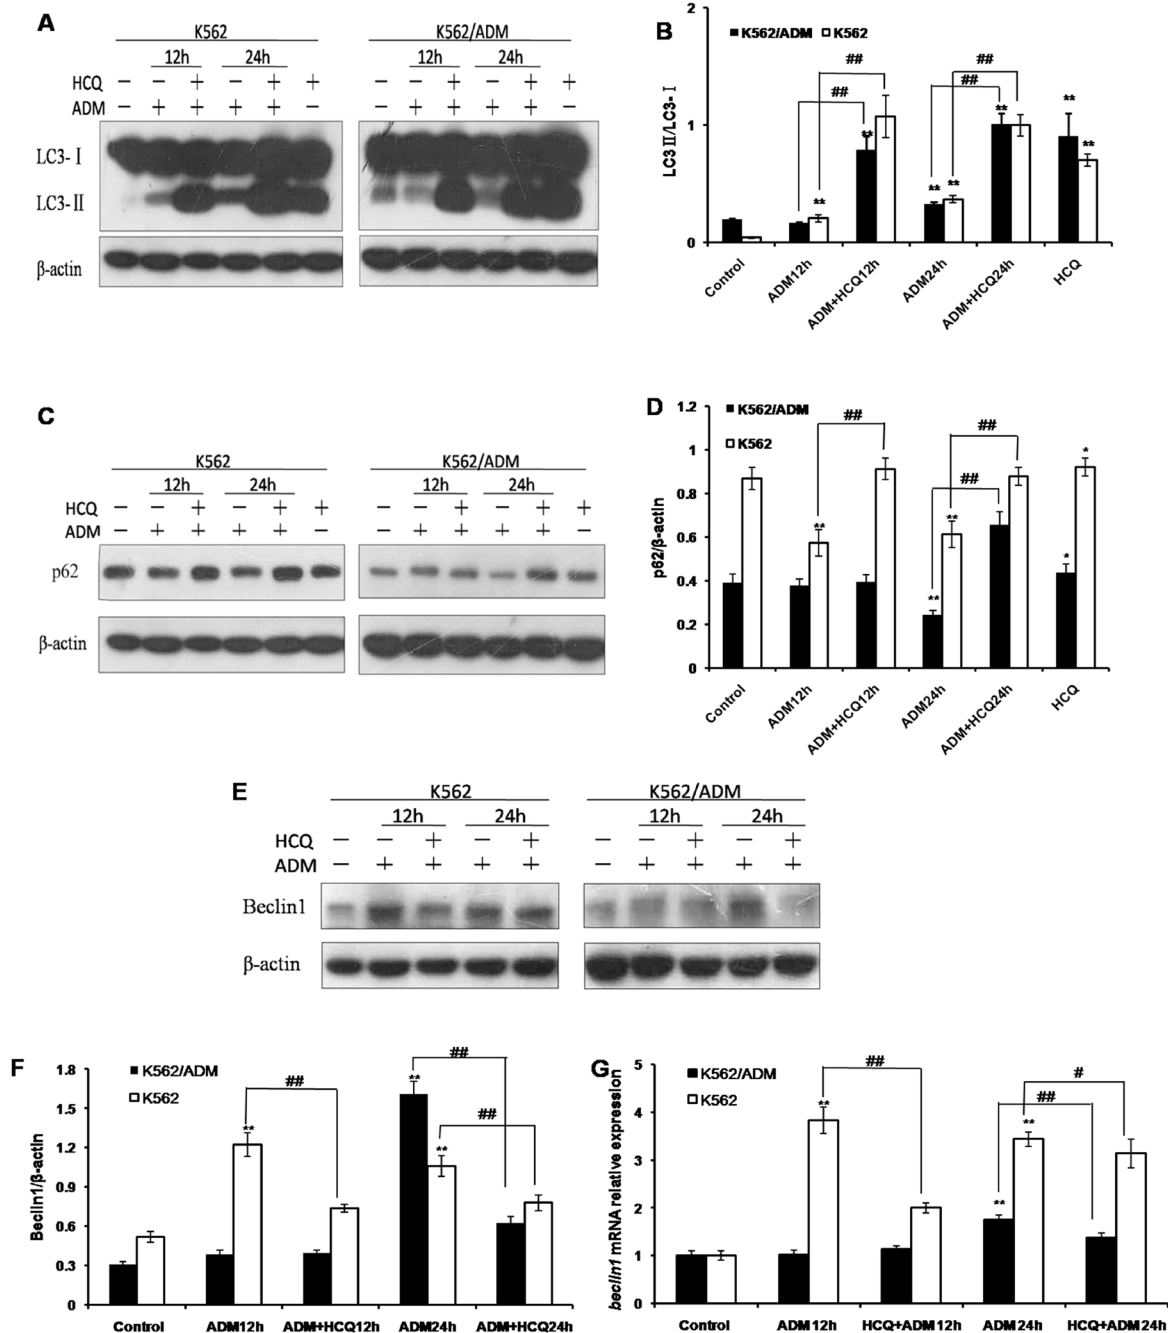 A
K562
K562/ADM
12h
24h
12h
24h
HCQ − − + − + + − − + − + +
ADM − + + + + − − + + + + −
LC3-Ⅰ
LC3-Ⅱ
β-actin
B
K562/ADM K562
LC3Ⅱ/LC3-Ⅰ
2
1
0
##
##
##
##
**
**
**
**
**
**
**
**
Control
ADM12h
ADM+HCQ12h
ADM24h
ADM+HCQ24h
HCQ
C
K562
K562/ADM
12h
24h
12h
24h
HCQ − − + − + − − − + − + +
ADM − + + + + + − + + + + −
p62
β-actin
D
K562/ADM
K562
p62/β-actin
1.2
1
0.8
0.6
0.4
0.2
0
##
##
##
**
**
**
*
*
Control
ADM12h
ADM+HCQ12h
ADM24h
ADM+HCQ24h
HCQ
E
K562
K562/ADM
12h
24h
12h
24h
HCQ − − + − + − − + − +
ADM − + + + + − + + + +
Beclin1
β-actin
F
K562/ADM
K562
Beclin1/β-actin
1.8
1.5
1.2
0.9
0.6
0.3
0
##
##
##
**
**
**
Control
ADM12h
ADM+HCQ12h
ADM24h
ADM+HCQ24h
G
K562/ADM
K562
beclin1 mRNA relative expression
5
4
3
2
1
0
##
#
##
**
**
**
Control
ADM12h
HCQ+ADM12h
ADM24h
HCQ+ADM24h